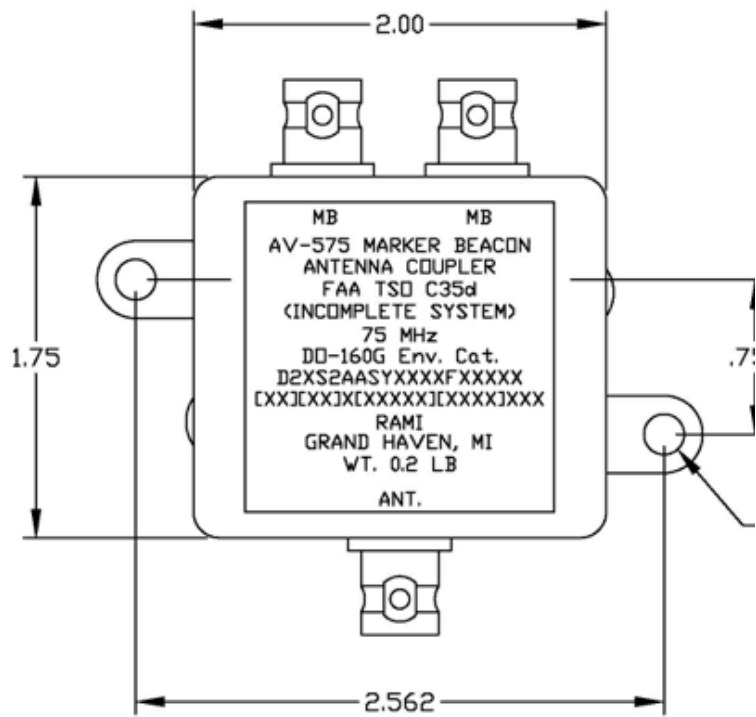 2.00
MB MB
AV-575 MARKER BEACON
ANTENNA COUPLER
FAA TSO C35d
(INCOMPLETE SYSTEM)
75 MHz
DO-160G Env. Cat.
D2XS2AASYXXXXFXXXXX
[XX][XX]X[XXXXX][XXXX]XXX
RAMI
GRAND HAVEN, MI
WT. 0.2 LB
ANT.
1.75
.75
2.562